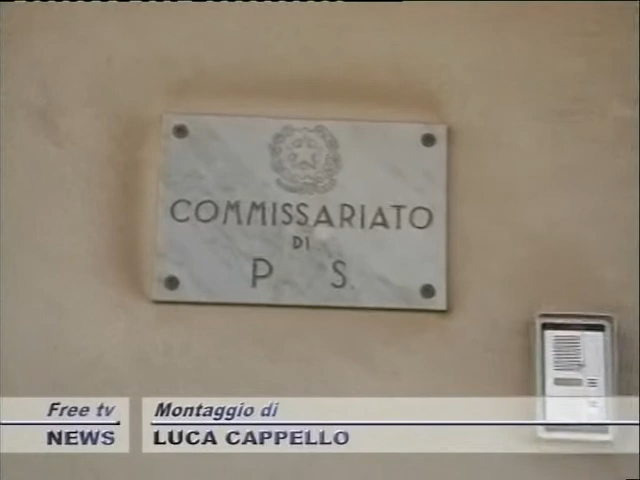 COMMISSARIATO
DI
P S.
Free tv
NEWS
Montaggio di
LUCA CAPPELLO